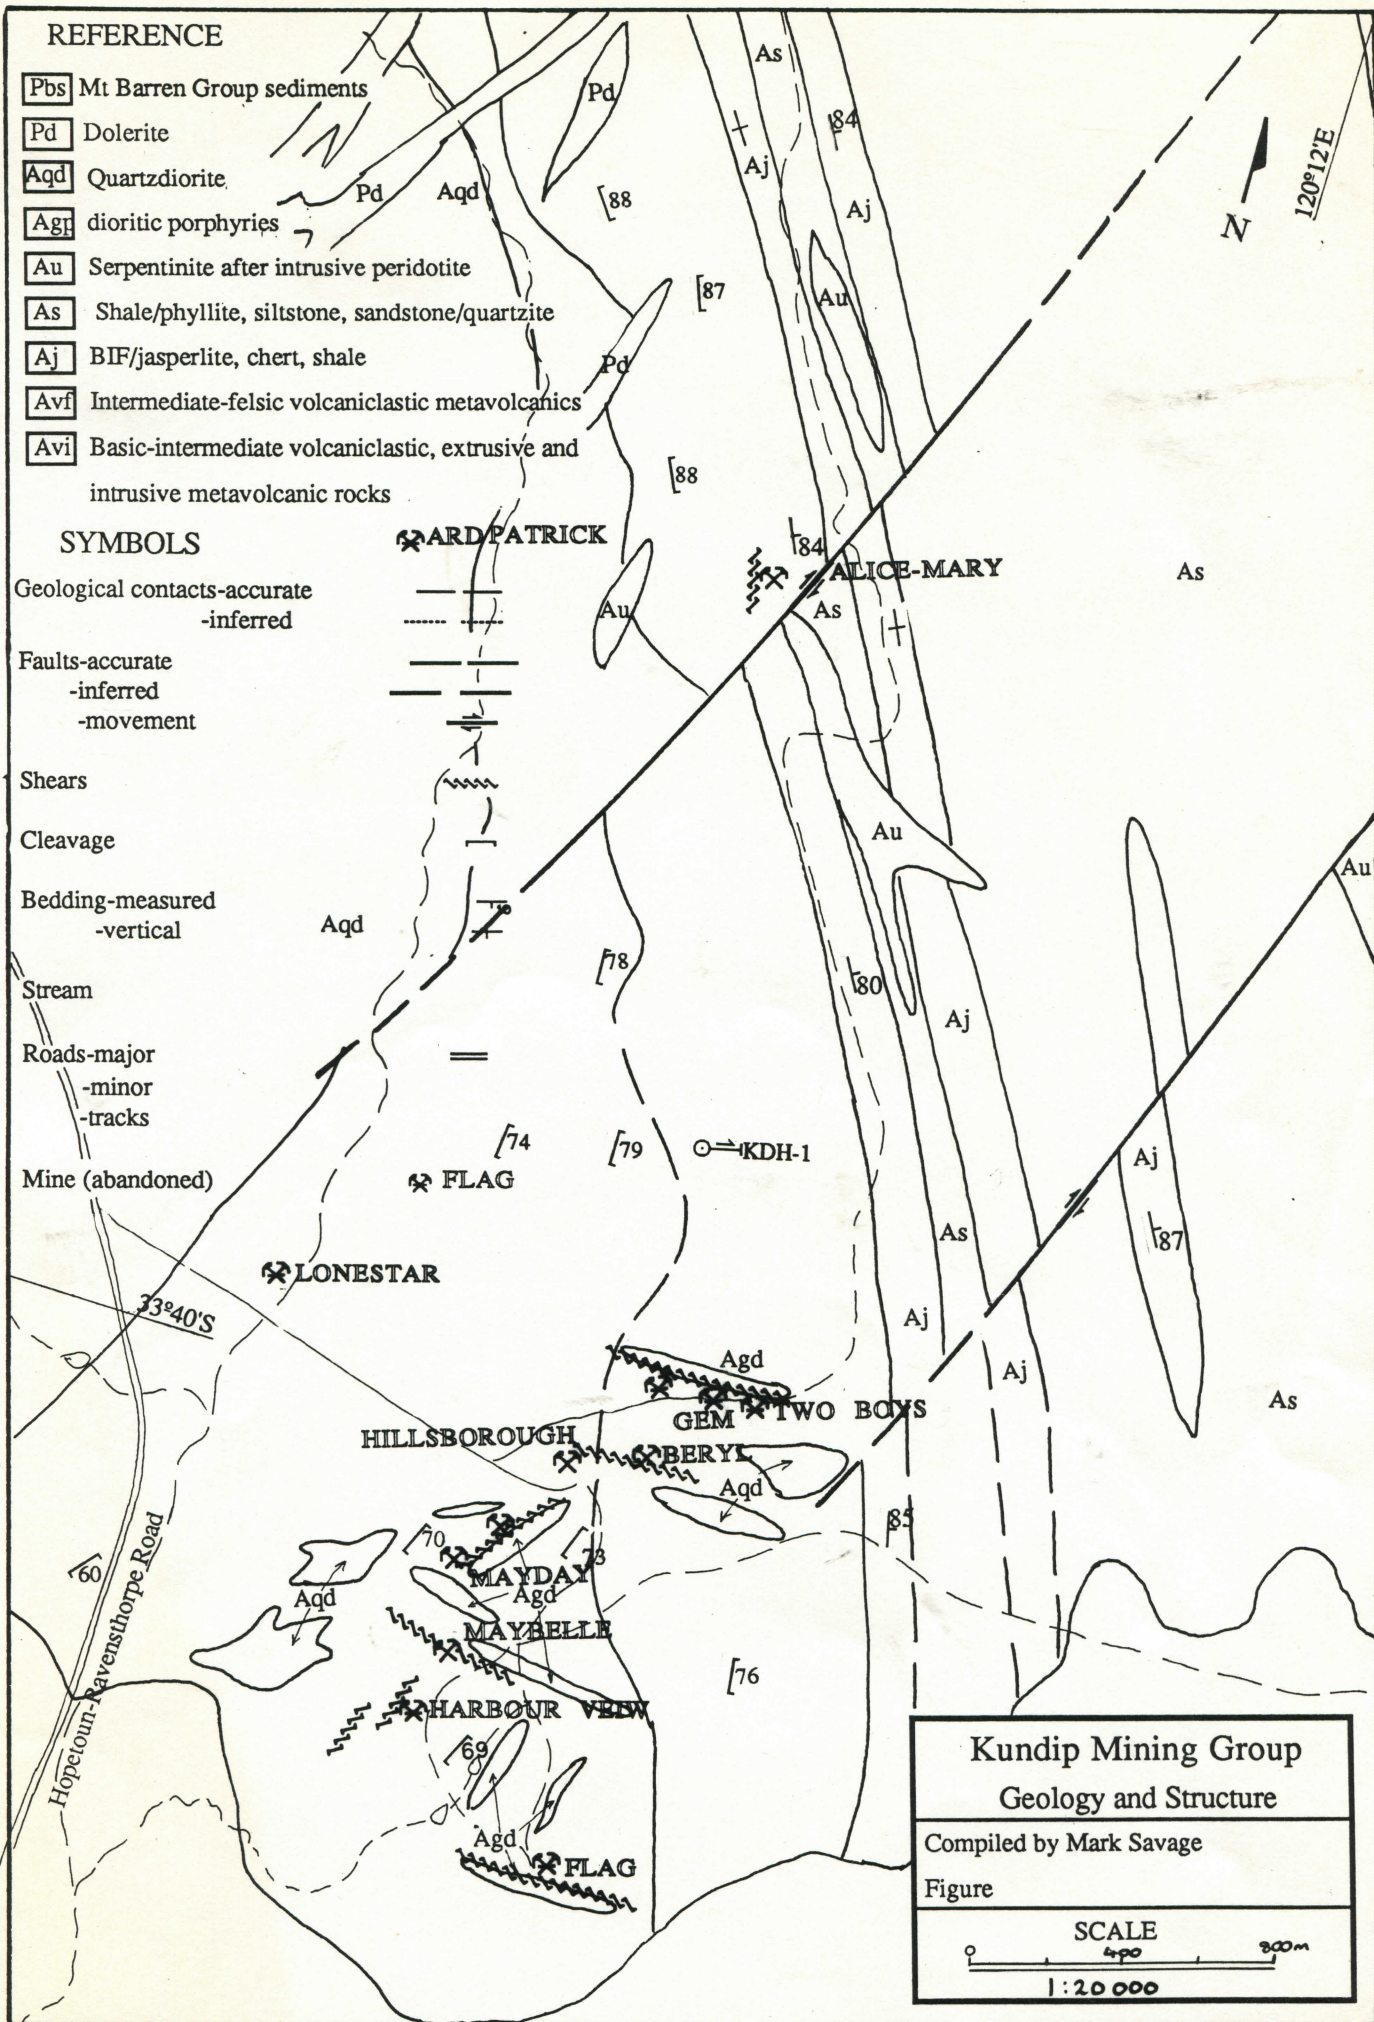 REFERENCE
Pbs Mt Barren Group sediments
Pd Dolerite
Aqd Quartzdiorite
Agp dioritic porphyries
Au Serpentinite after intrusive peridotite
As Shale/phyllite, siltstone, sandstone/quartzite
Aj BIF/jasperlite, chert, shale
Avf Intermediate-felsic volcaniclastic metavolcanics
Avi Basic-intermediate volcaniclastic, extrusive and
intrusive metavolcanic rocks
SYMBOLS
Geological contacts-accurate
-inferred
Faults-accurate
-inferred
-movement
Shears
Cleavage
Bedding-measured
-vertical
Stream
Roads-major
-minor
-tracks
Mine (abandoned)
As
Pd
84
Aj
Pd
Aqd
88
Aj
N
120º12'E
87
Au
Pd
88
ARDPATRICK
84
ALICE-MARY
As
As
Au
Au
Au
Aqd
78
80
Aj
74
79
KDH-1
FLAG
Aj
As
87
LONESTAR
33º40'S
Aj
Agd
Aj
As
GEM
TWO BOYS
HILLSBOROUGH
BERYL
Aqd
85
70
73
60
MAYDAY
Agd
Aqd
MAYBELLE
76
HARBOUR VIEW
69
Hopetoun-Ravensthorpe Road
Agd
FLAG
Kundip Mining Group
Geology and Structure
Compiled by Mark Savage
Figure
SCALE
0 400 800m
1:20 000